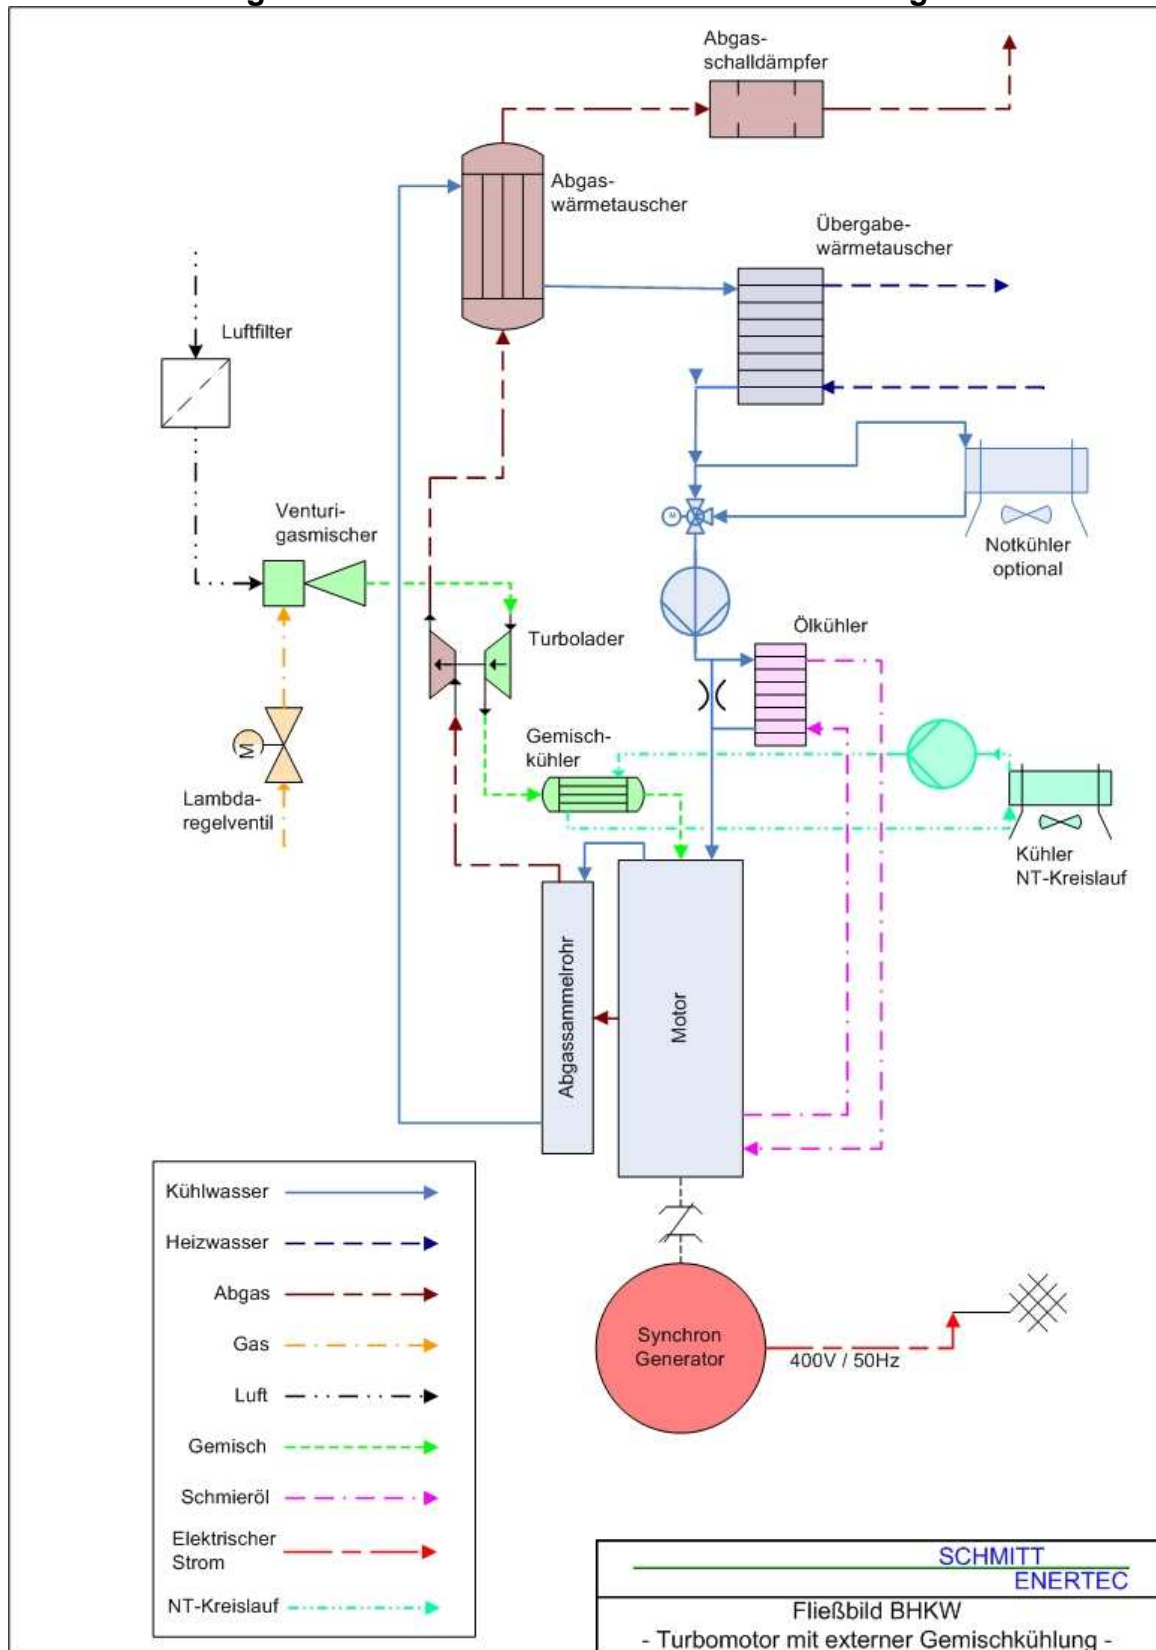 Abgas-
schalldämpfer
Abgas-
wärmetauscher
Übergabe-
wärmetauscher
Luftfilter
Venturi-
gasmischer
M
Notkühler
optional
Turbolader
Ölkühler
Gemisch-
kühler
M
Lambda-
regelventil
Kühler
NT-Kreislauf
Abgassammelrohr
Motor
Kühlwasser
Heizwasser
Abgas
Gas
Luft
Gemisch
Schmieröl
Elektrischer
Strom
NT-Kreislauf
Synchron
Generator
400V / 50Hz
SCHMITT
ENERTEC
Fließbild BHKW
- Turbomotor mit externer Gemischkühlung -